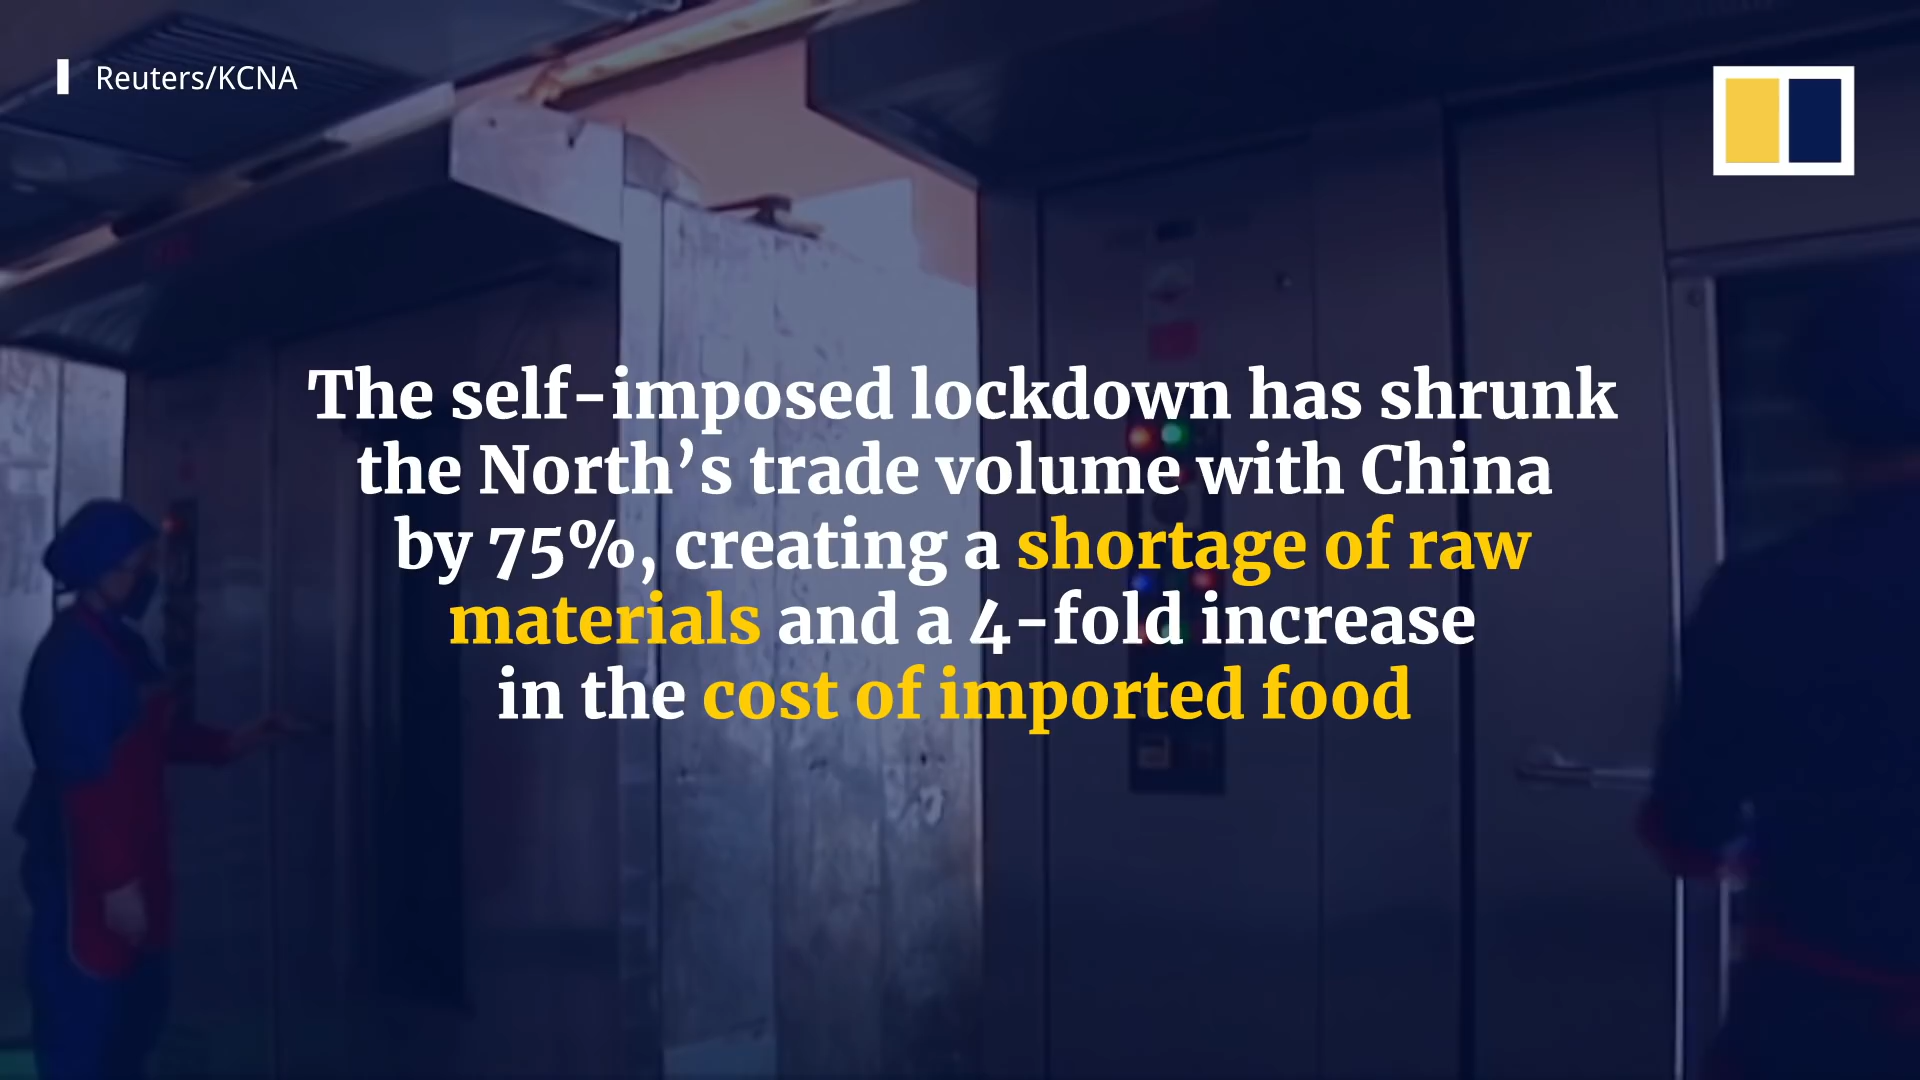 Reuters/KCNA
The self-imposed lockdown has shrunk
the North’s trade volume with China
by 75%, creating a shortage of raw
materials and a 4-fold increase
in the cost of imported food